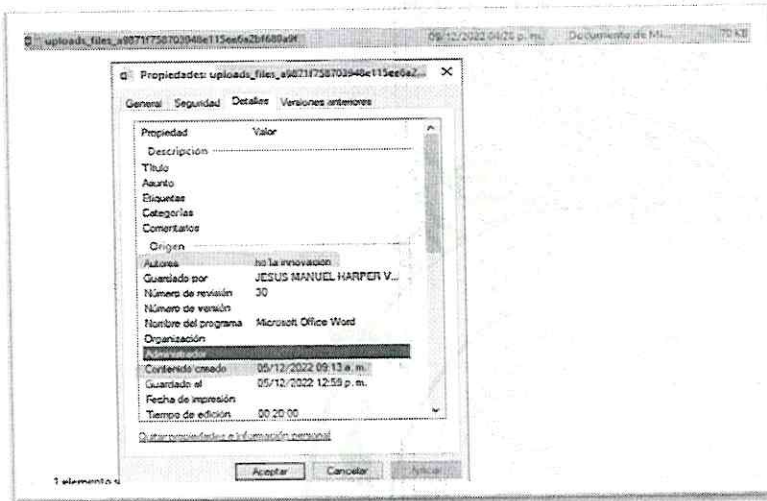 uploads_files_a9871f758703948e115ee6a2bf689a9f 09/12/2022 04:26 p. m. Documento de Mi... 70 KB
Propiedades: uploads_files_a9871f758703948e115ee6a2...
General Seguridad Detalles Versiones anteriores
Propiedad Valor
Descripción
Título
Asunto
Etiquetas
Categorías
Comentarios
Origen
Autores ho la innovación
Guardado por JESUS MANUEL HARPER V...
Número de revisión 30
Número de versión
Nombre del programa Microsoft Office Word
Organización
Administrador
Contenido creado 05/12/2022 09:13 a. m.
Guardado el 05/12/2022 12:59 p. m.
Fecha de impresión
Tiempo de edición 00:20:00
Quitar propiedades e información personal
Aceptar Cancelar Aplicar
1 elemento s